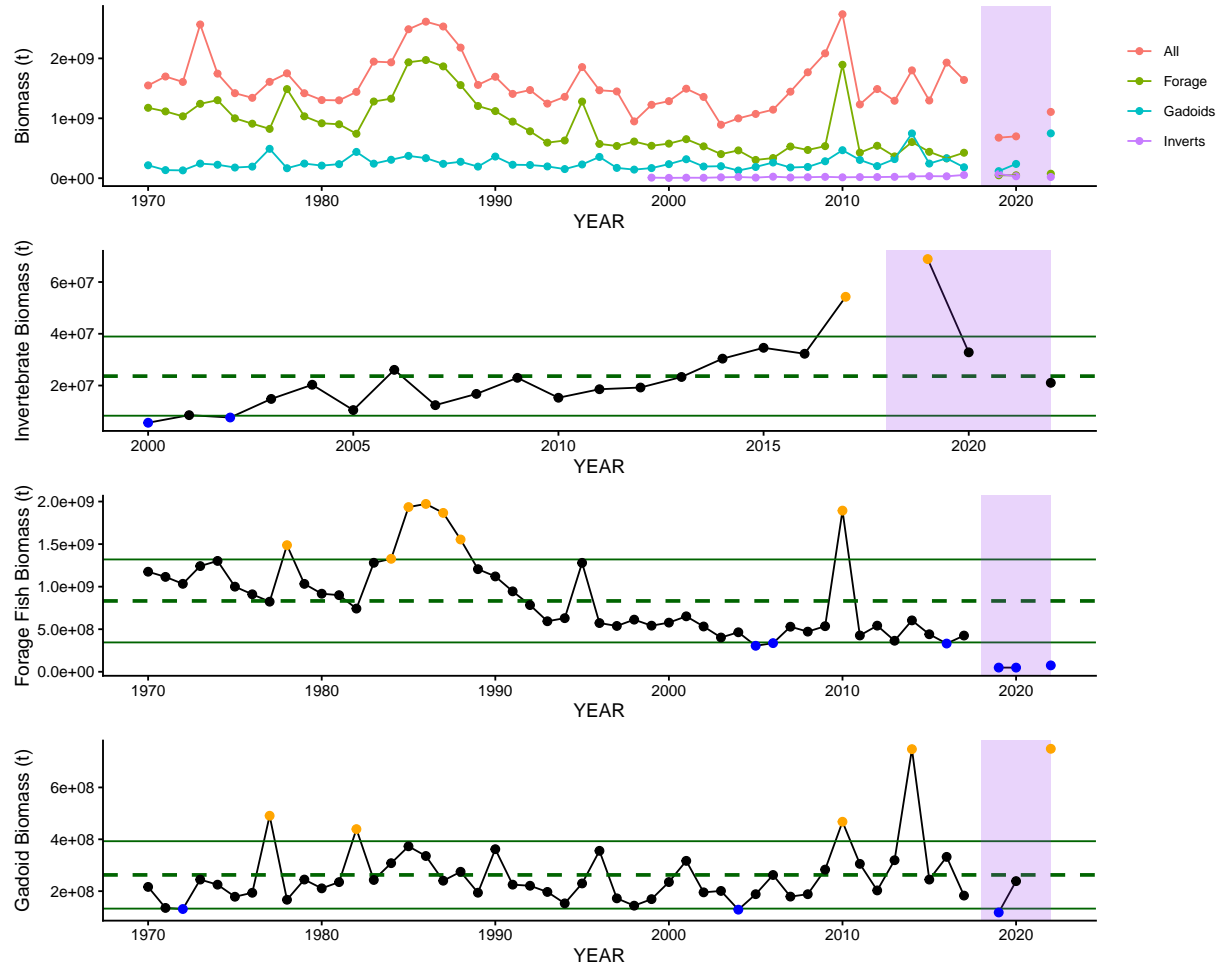 Biomass (t)
2e+09
1e+09
0e+00
1970 1980 1990 2000 2010 2020
YEAR
All
Forage
Gadoids
Inverts
Invertebrate Biomass (t)
6e+07
4e+07
2e+07
2000 2005 2010 2015 2020
YEAR
Forage Fish Biomass (t)
2.0e+09
1.5e+09
1.0e+09
5.0e+08
0.0e+00
1970 1980 1990 2000 2010 2020
YEAR
Gadoid Biomass (t)
6e+08
4e+08
2e+08
1970 1980 1990 2000 2010 2020
YEAR